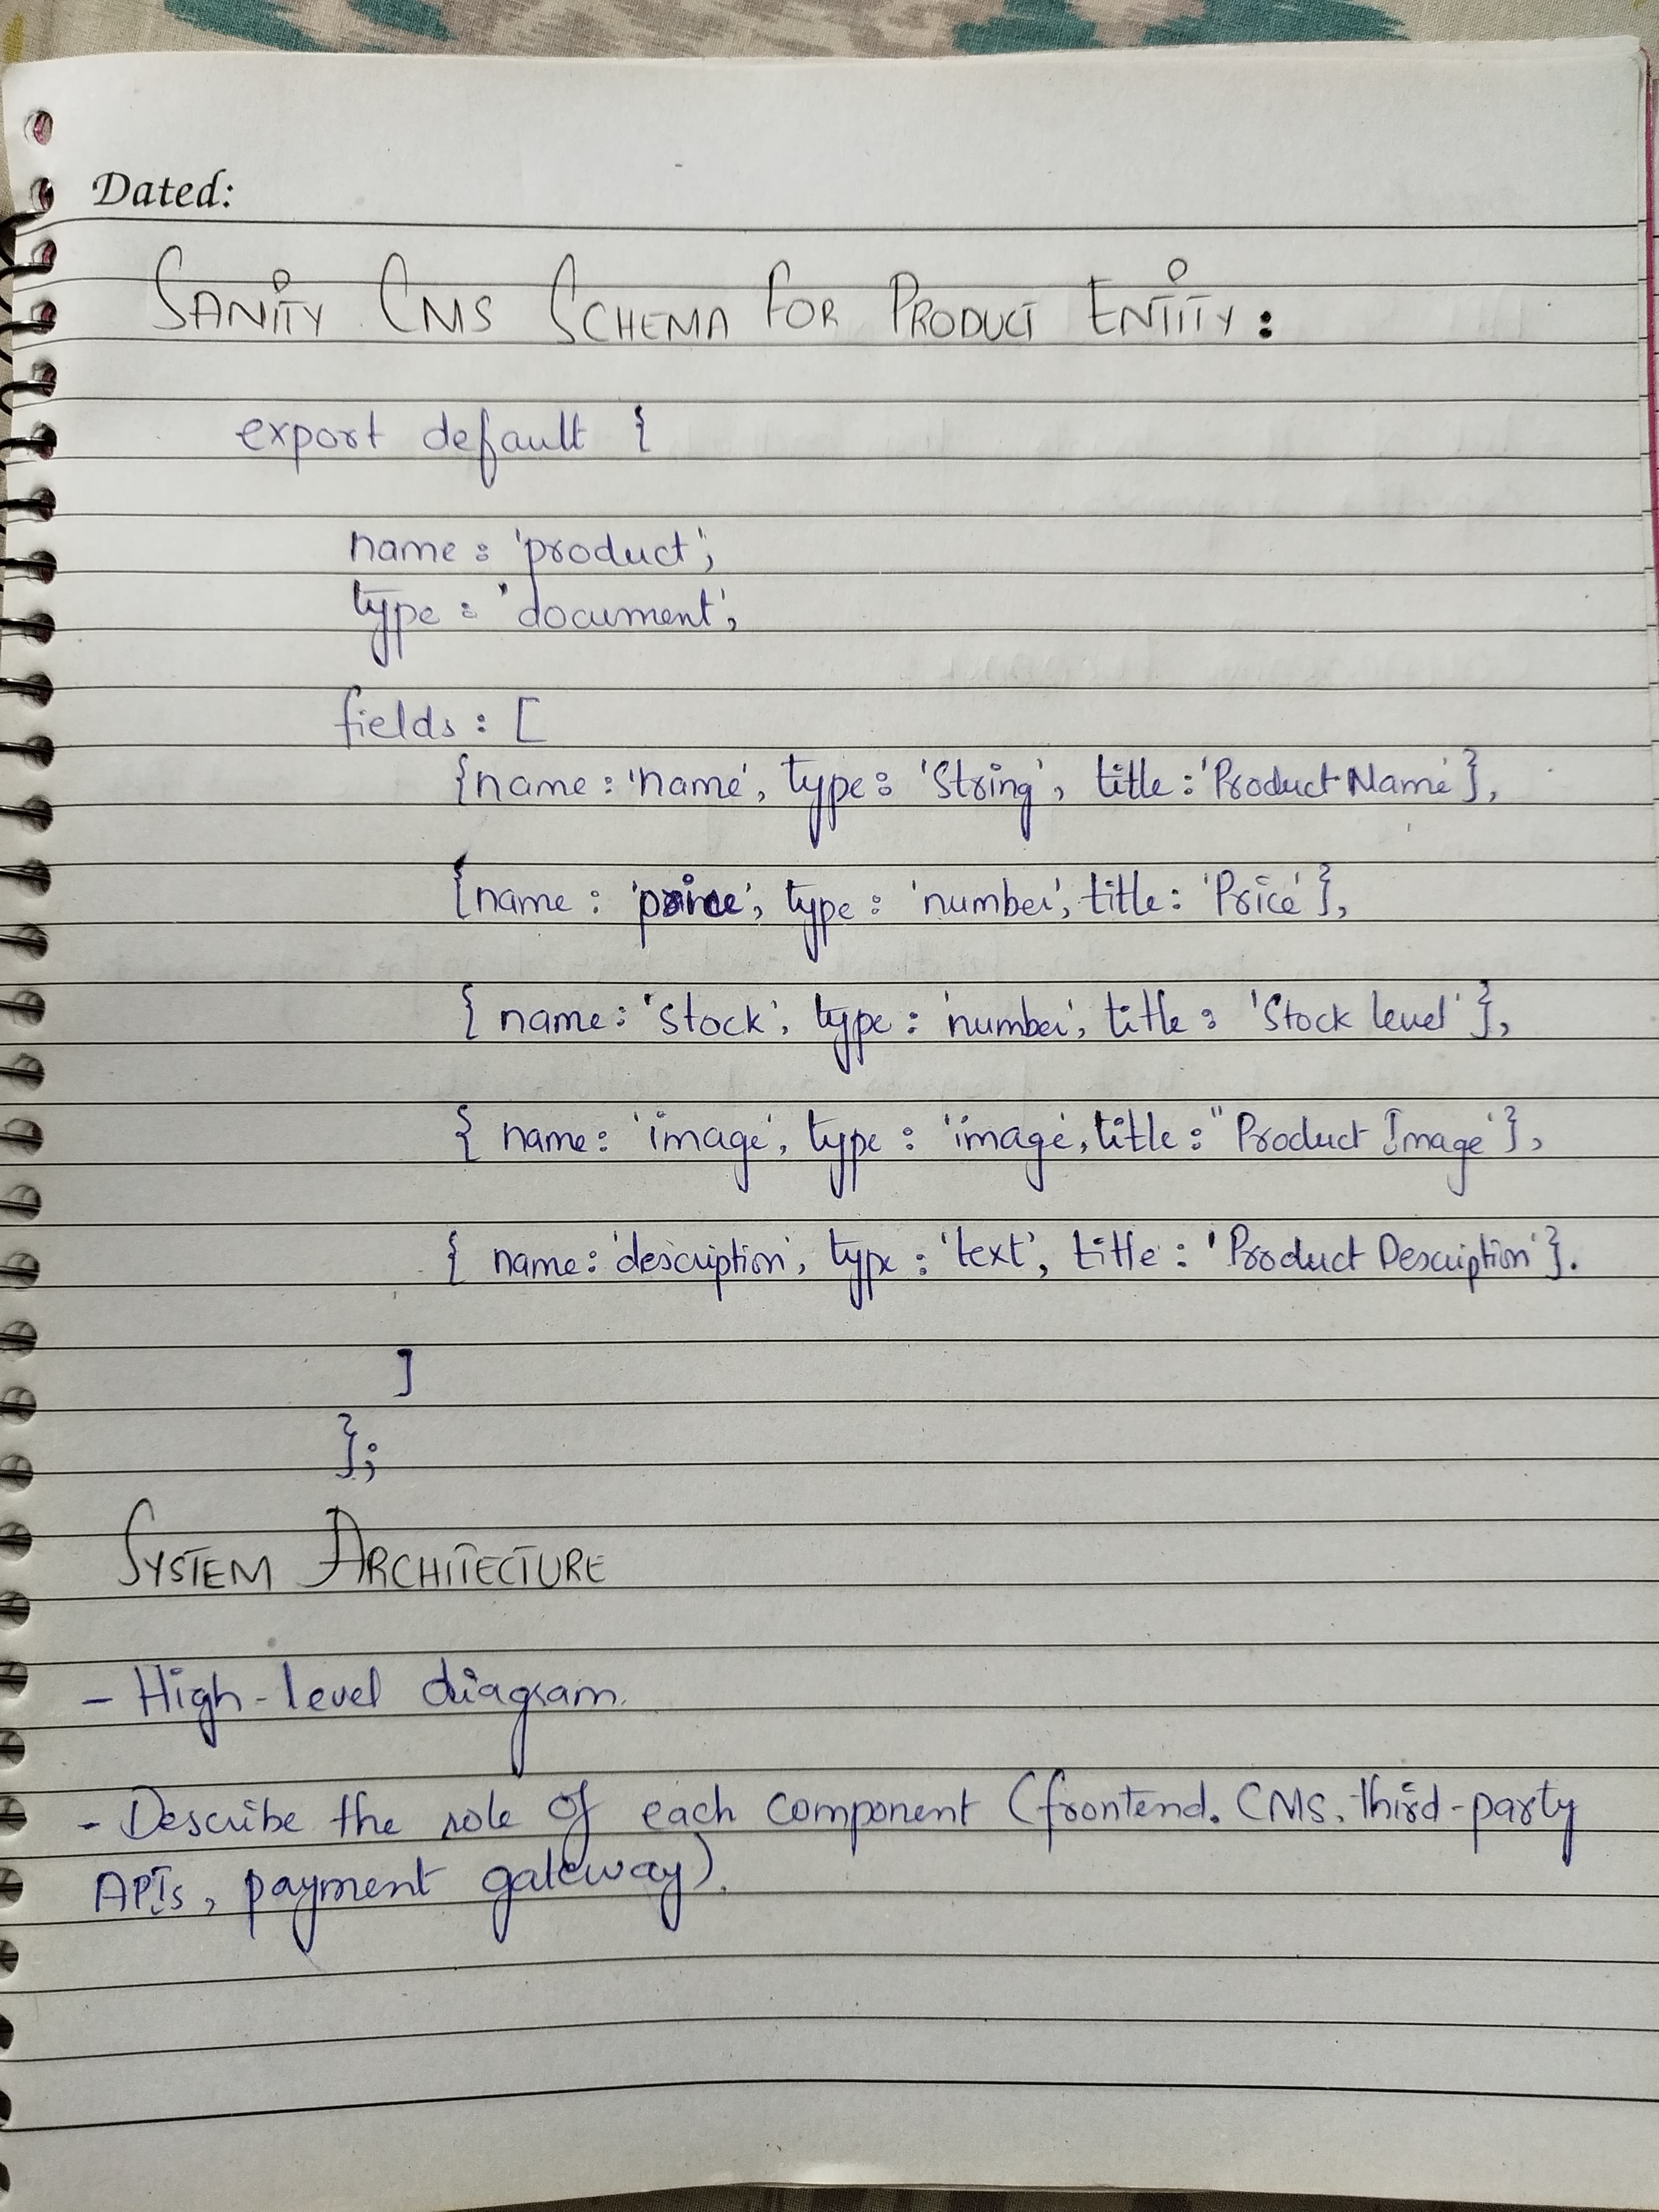 Dated:
SANITY CMS SCHEMA FOR PRODUCT ENTITY:
export default {
name: 'product';
type: 'document',
fields: [
{name: 'name', type: 'String', title: 'Product Name'},
{name: 'price', type: 'number', title: 'Price'},
{ name: 'stock', type: 'number', title: 'Stock level'},
{ name: 'image', type: 'image', title: "Product Image'},
{ name: 'description', type: 'text', title: 'Product Description'}.
]
};
SYSTEM ARCHITECTURE
- High-level diagram.
- Describe the role of each component (frontend. CMS, third-party
APIs, payment gateway).